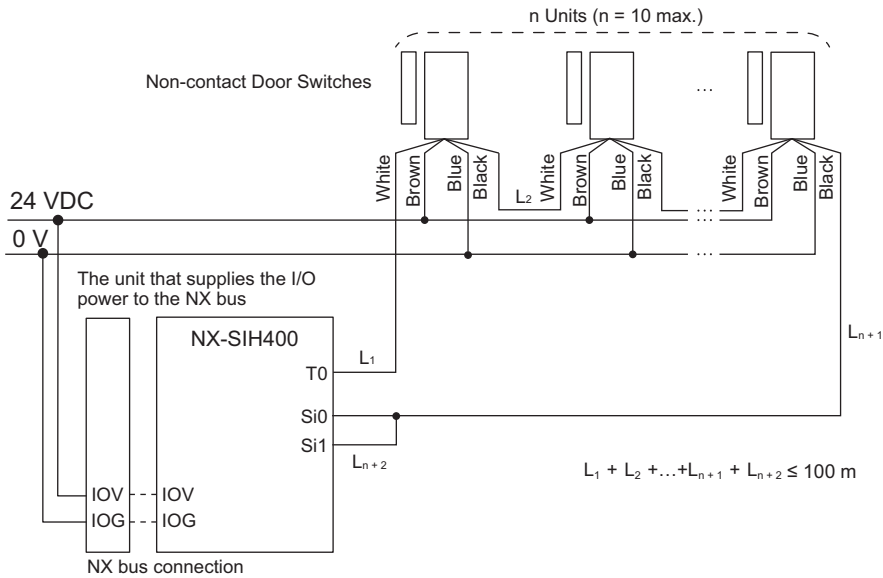 n Units (n = 10 max.)
Non-contact Door Switches
...
White
Brown
Blue
Black
L2
White
Brown
Blue
Black
...
White
Brown
Blue
Black
24 VDC
0 V
...
The unit that supplies the I/O
power to the NX bus
NX-SIH400
L1
T0
Ln + 1
Si0
Si1
Ln + 2
L1 + L2 +…+Ln + 1 + Ln + 2 ≤ 100 m
IOV
IOV
IOG
IOG
NX bus connection